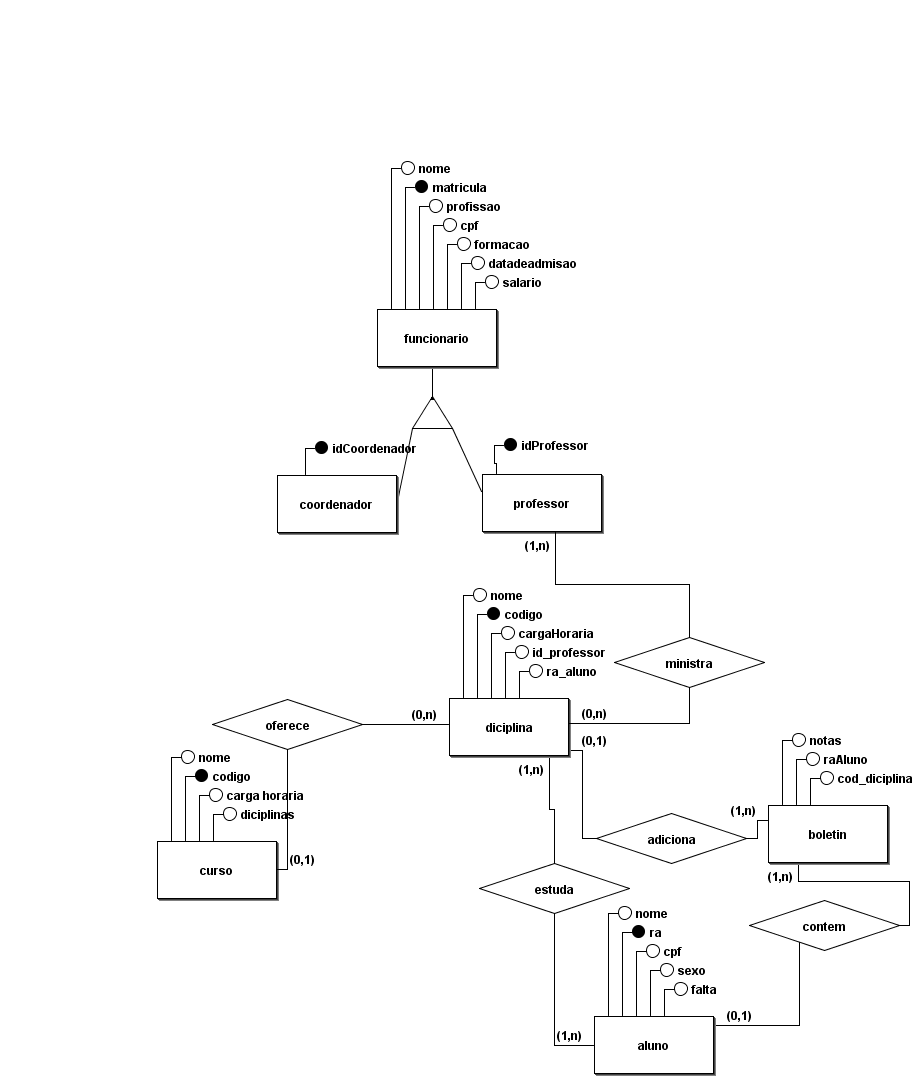 nome
matricula
profissao
cpf
formacao
datadeadmisao
salario
funcionario
idCoordenador
idProfessor
coordenador
professor
(1,n)
nome
codigo
cargaHoraria
id_professor
ra_aluno
ministra
oferece
(0,n)
diciplina
(0,n)
(0,1)
(1,n)
nome
codigo
carga horaria
diciplinas
curso
(0,1)
notas
raAluno
cod_diciplina
(1,n)
adiciona
boletin
(1,n)
estuda
contem
nome
ra
cpf
sexo
falta
(0,1)
(1,n)
aluno